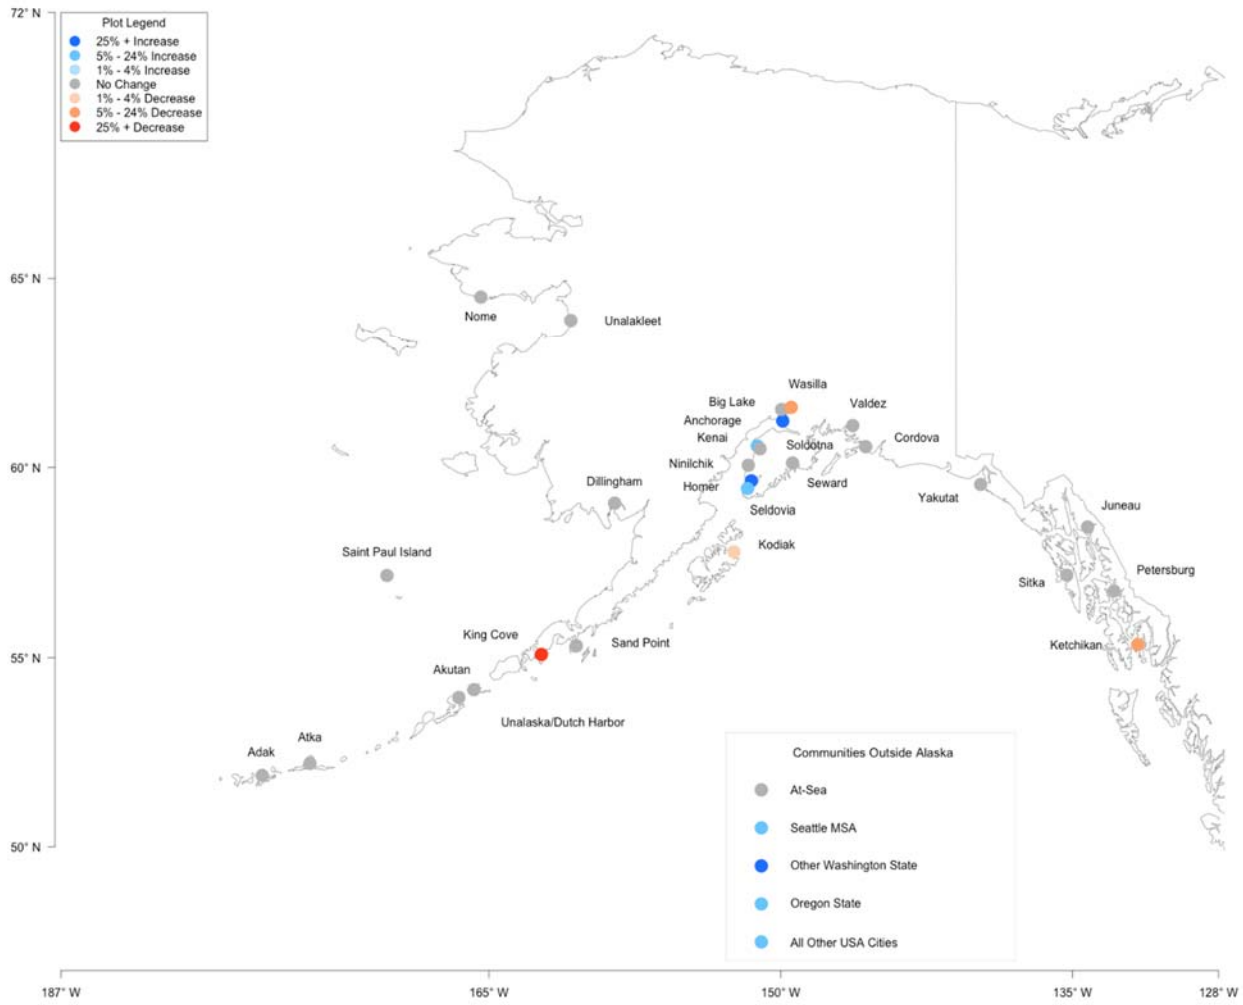 72° N
Plot Legend
25% + Increase
5% - 24% Increase
1% - 4% Increase
No Change
1% - 4% Decrease
5% - 24% Decrease
25% + Decrease
65° N
Nome
Unalakleet
Wasilla
Big Lake
Valdez
Anchorage
Kenai
Soldotna
Cordova
60° N
Ninilchik
Dillingham
Homer
Seward
Yakutat
Seldovia
Juneau
Kodiak
Saint Paul Island
Petersburg
Sitka
King Cove
Sand Point
Ketchikan
55° N
Akutan
Unalaska/Dutch Harbor
Atka
Adak
Communities Outside Alaska
At-Sea
Seattle MSA
50° N
Other Washington State
Oregon State
All Other USA Cities
187° W
165° W
150° W
135° W
128° W